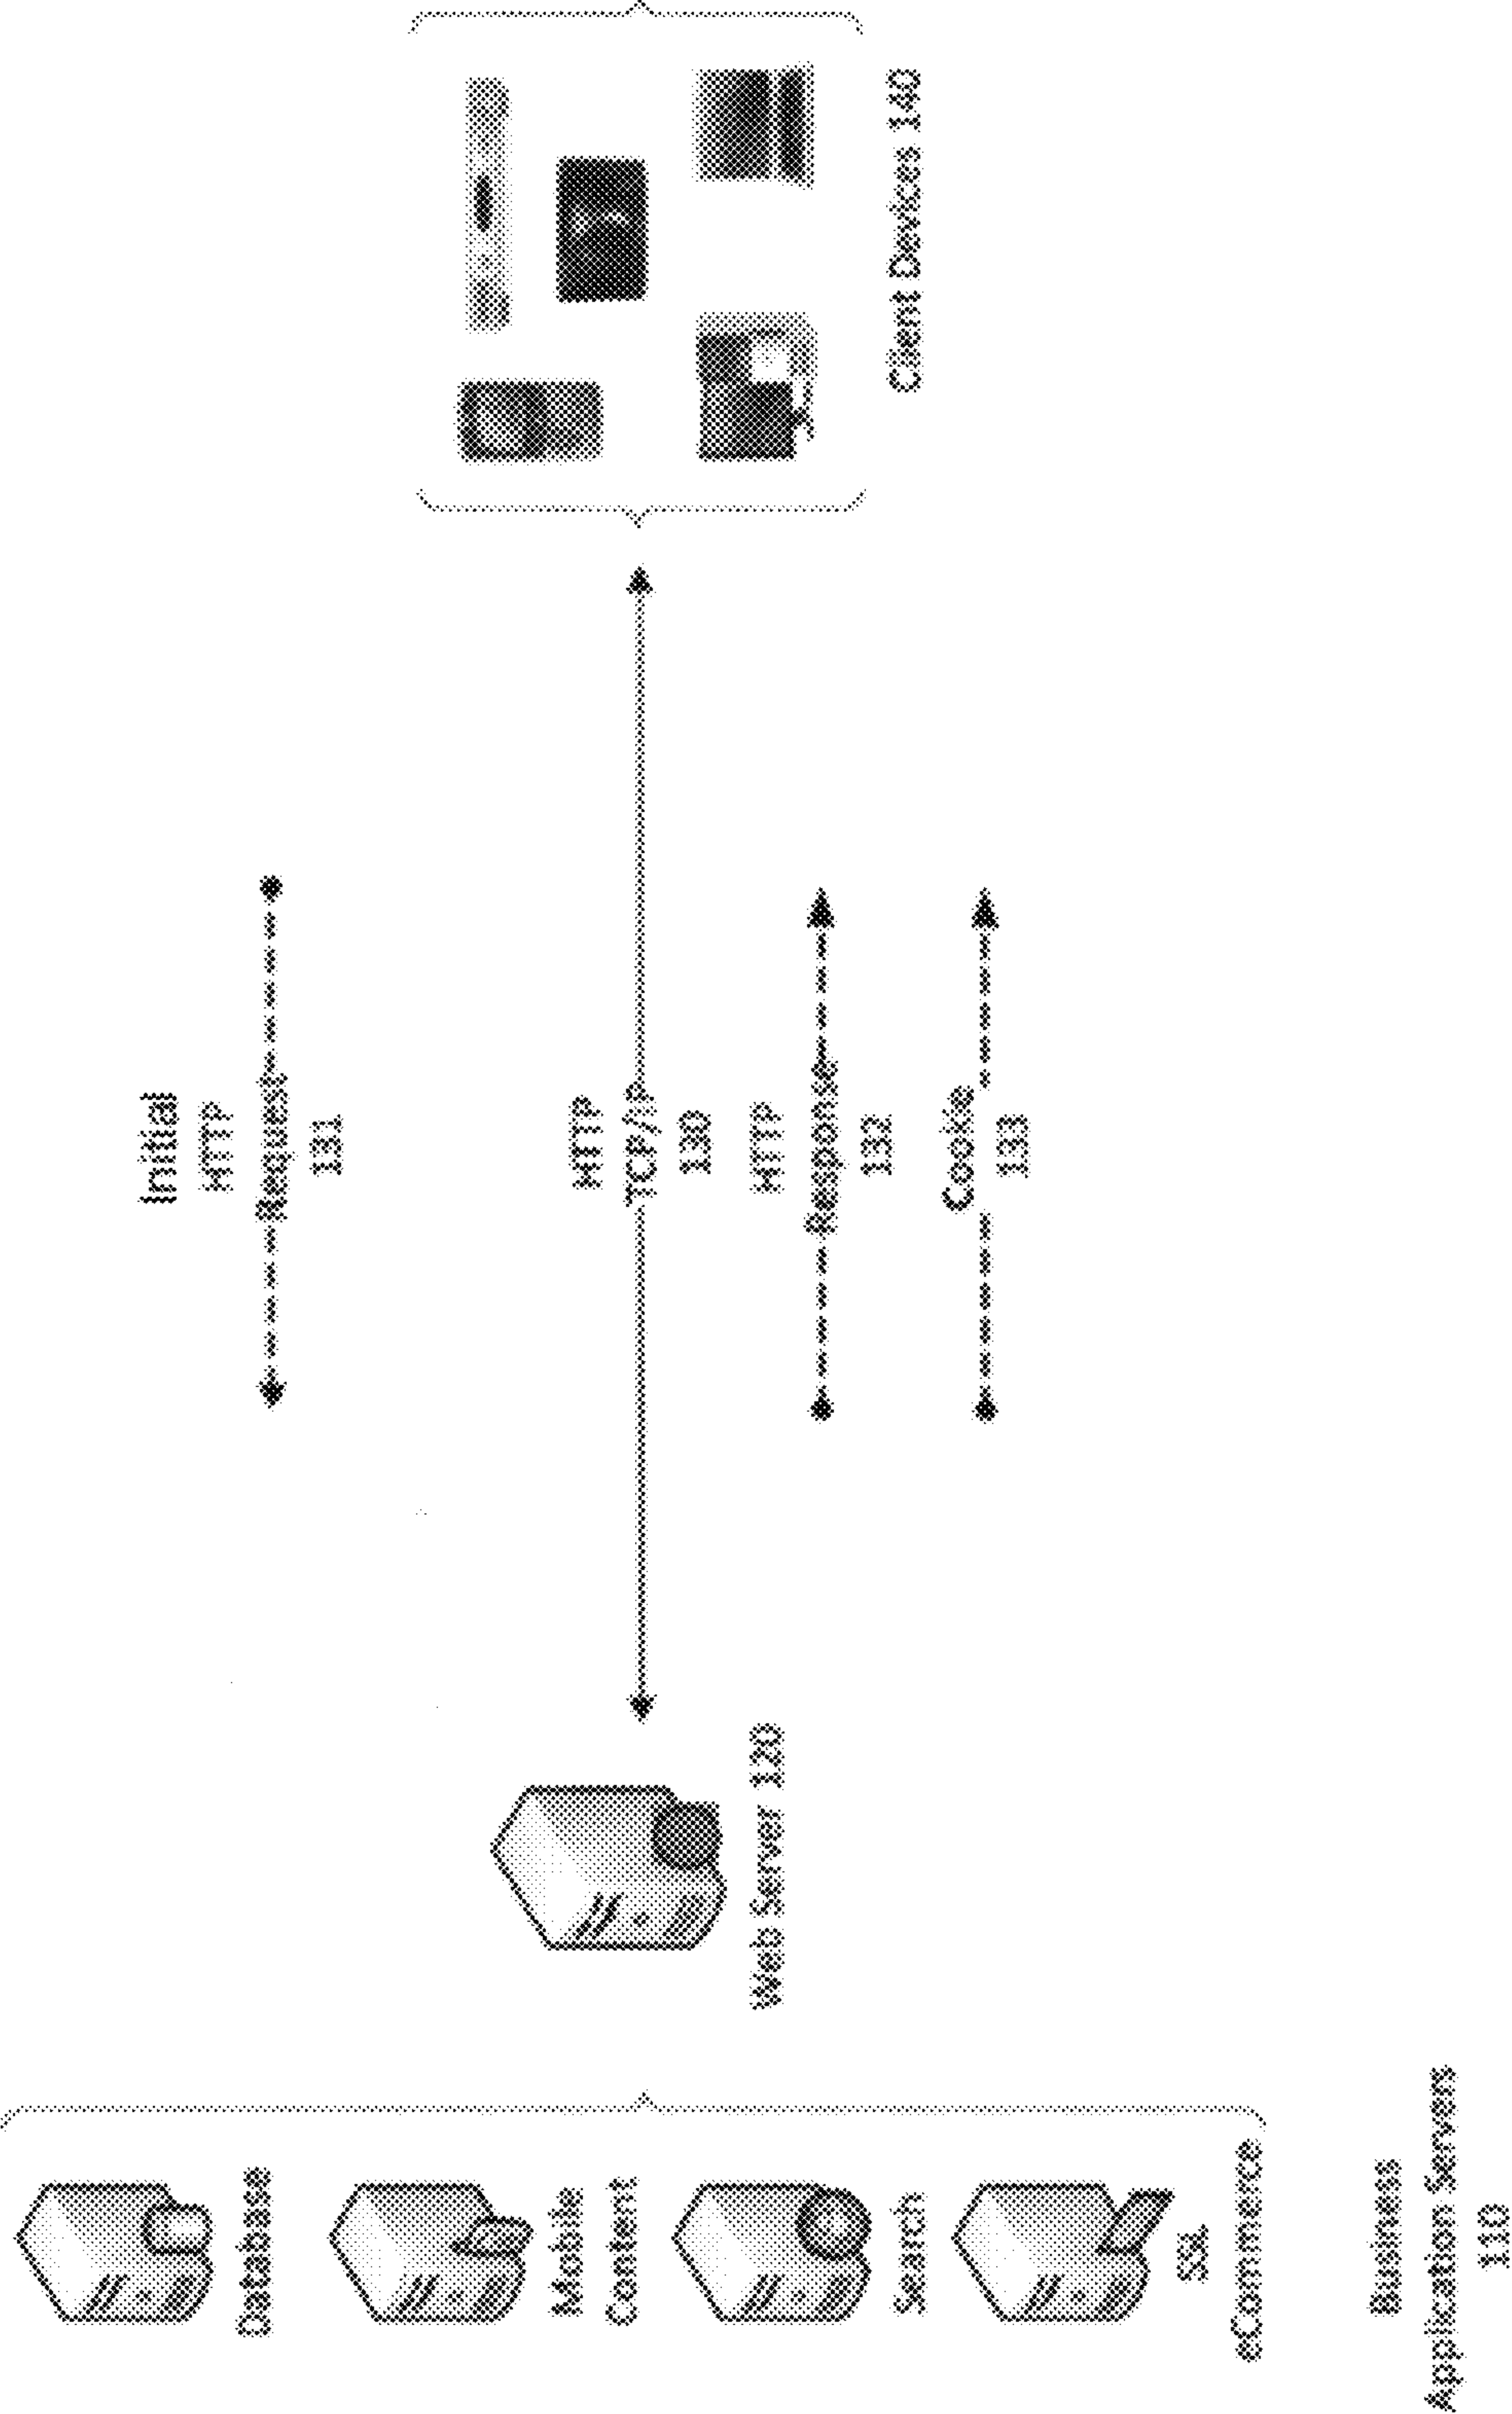 Database
Mobile
Content
Search
SSL
eCommerce
Business
Application Servers
110
Web Server 120
Initial
HTTP
Request
131
HTTP
TCP/IP
130
HTTP
Response
132
Cookie
133
Client Devices 140